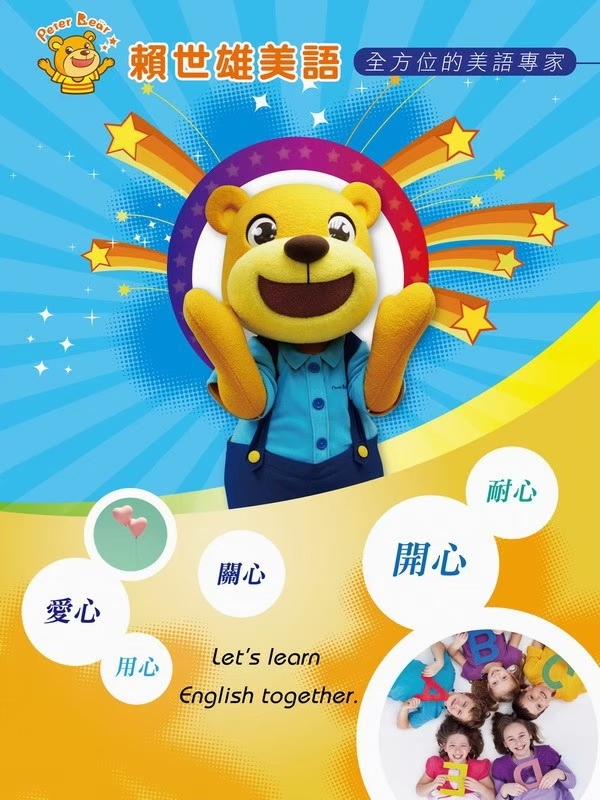 Peter Bear
賴世雄美語
全方位的美語專家
耐心
開心
關心
愛心
用心
Let's learn
English together.
B
C
A
D
E